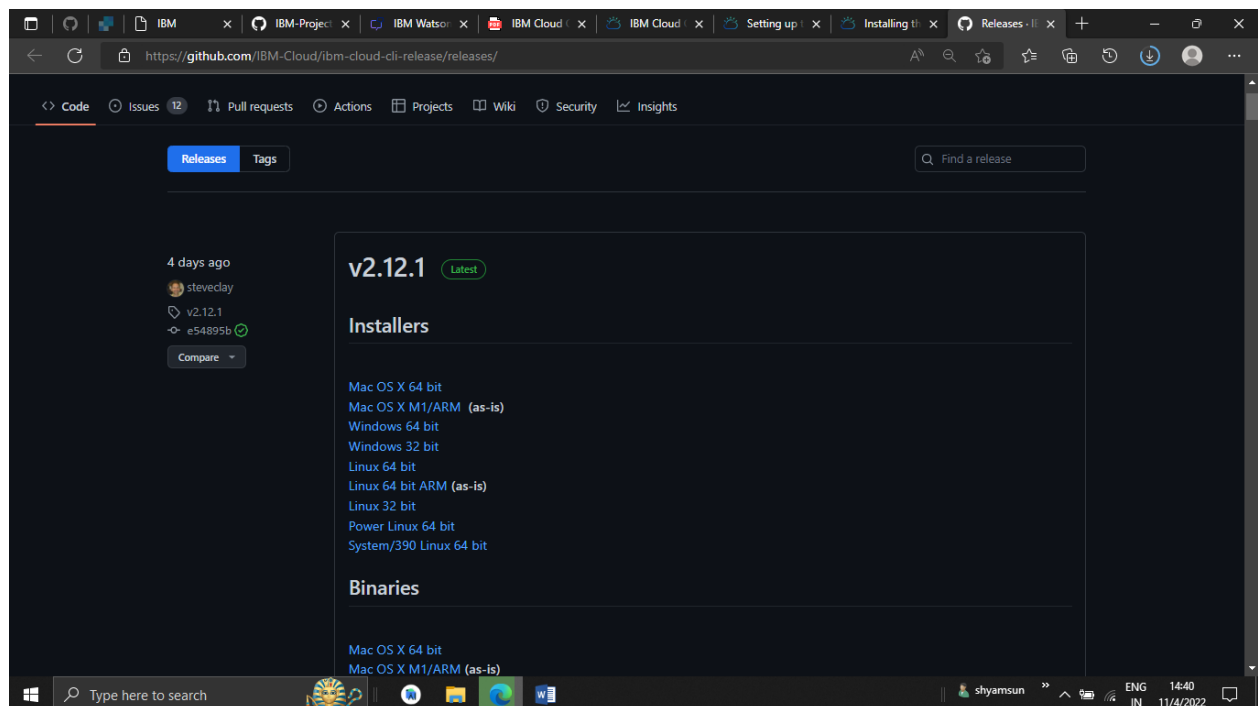 IBM
IBM-Project
IBM Watson
IBM Cloud
IBM Cloud
Setting up
Installing th
Releases · I
https://github.com/IBM-Cloud/ibm-cloud-cli-release/releases/
Code
Issues 12
Pull requests
Actions
Projects
Wiki
Security
Insights
Releases
Tags
Find a release
4 days ago
steveclay
v2.12.1
e54895b
Compare
v2.12.1 Latest
Installers
Mac OS X 64 bit
Mac OS X M1/ARM (as-is)
Windows 64 bit
Windows 32 bit
Linux 64 bit
Linux 64 bit ARM (as-is)
Linux 32 bit
Power Linux 64 bit
System/390 Linux 64 bit
Binaries
Mac OS X 64 bit
Mac OS X M1/ARM (as-is)
Type here to search
shyamsun
ENG
IN
14:40
11/4/2022